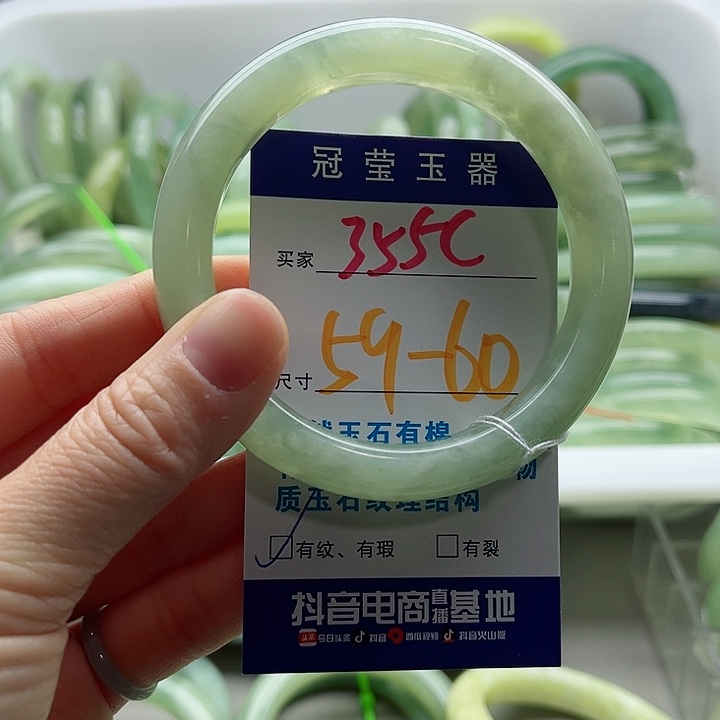 冠莹玉器
买家 355C
尺寸 59-60
玉石有棉
物
质玉石纹理结构
有纹、有瑕 有裂
抖音电商直播基地
今日头条 抖音 西瓜视频 抖音火山版